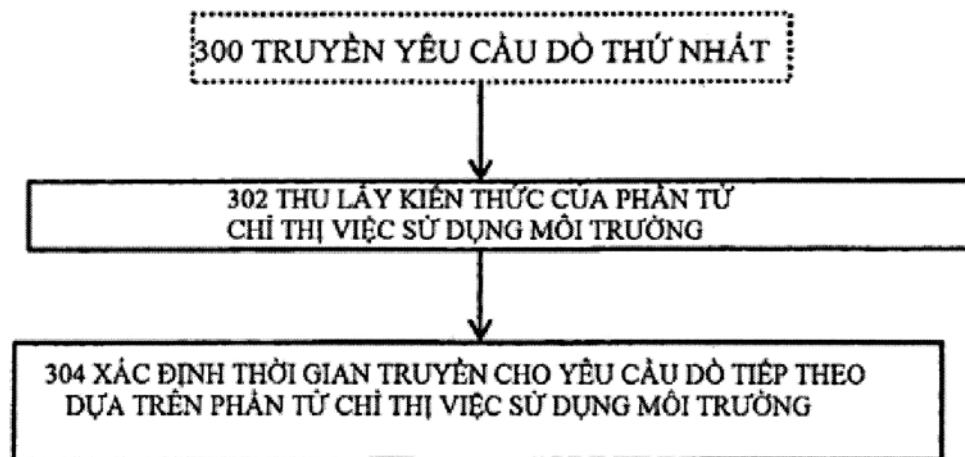 300 TRUYỀN YÊU CẦU DÒ THỨ NHẤT
302 THU LẤY KIẾN THỨC CỦA PHẦN TỬ
CHỈ THỊ VIỆC SỬ DỤNG MÔI TRƯỜNG
304 XÁC ĐỊNH THỜI GIAN TRUYỀN CHO YÊU CẦU DÒ TIẾP THEO
DỰA TRÊN PHẦN TỬ CHỈ THỊ VIỆC SỬ DỤNG MÔI TRƯỜNG